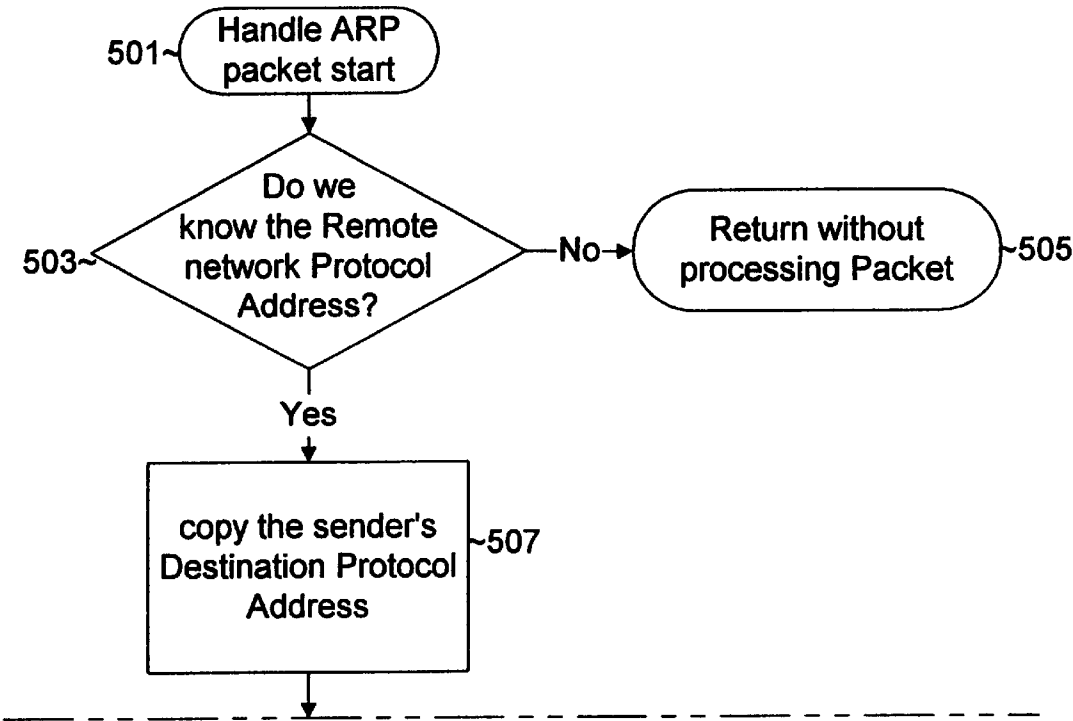 Handle ARP
packet start
501
Do we
know the Remote
network Protocol
Address?
503
No
Return without
processing Packet
505
Yes
copy the sender's
Destination Protocol
Address
507